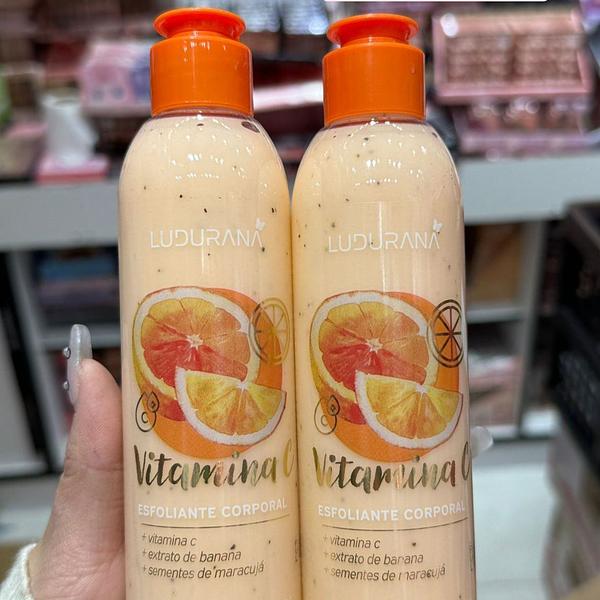 LUDURANA
Vitamina C
ESFOLIANTE CORPORAL
+ vitamina c
+ extrato de banana
+ sementes de maracujá
LUDURANA
Vitamina C
ESFOLIANTE CORPORAL
+ vitamina c
+ extrato de banana
+ sementes de maracujá